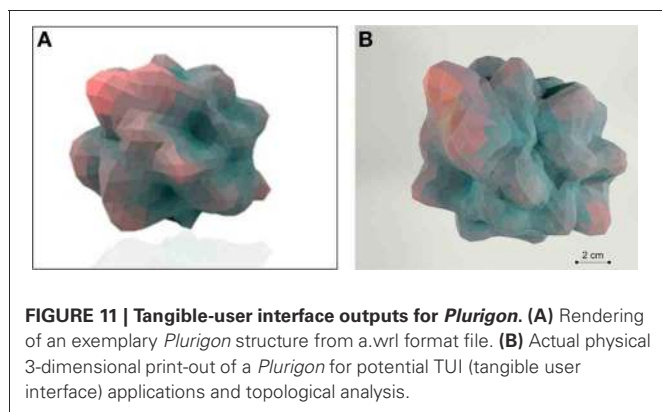 A
B
2 cm
FIGURE 11 | Tangible-user interface outputs for Plurigon. (A) Rendering
of an exemplary Plurigon structure from a.wrl format file. (B) Actual physical
3-dimensional print-out of a Plurigon for potential TUI (tangible user
interface) applications and topological analysis.